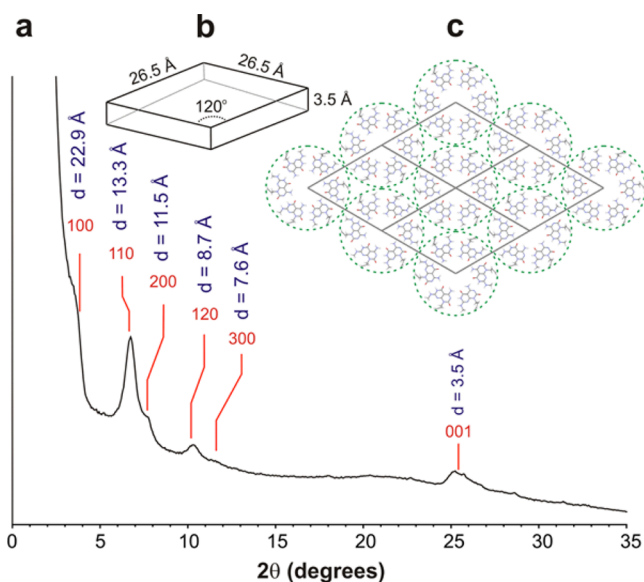 a
b
c
26.5 Å
26.5 Å
120°
3.5 Å
d = 22.9 Å
100
d = 13.3 Å
110
d = 11.5 Å
200
d = 8.7 Å
120
d = 7.6 Å
300
d = 3.5 Å
001
0
5
10
15
20
25
30
35
2θ (degrees)